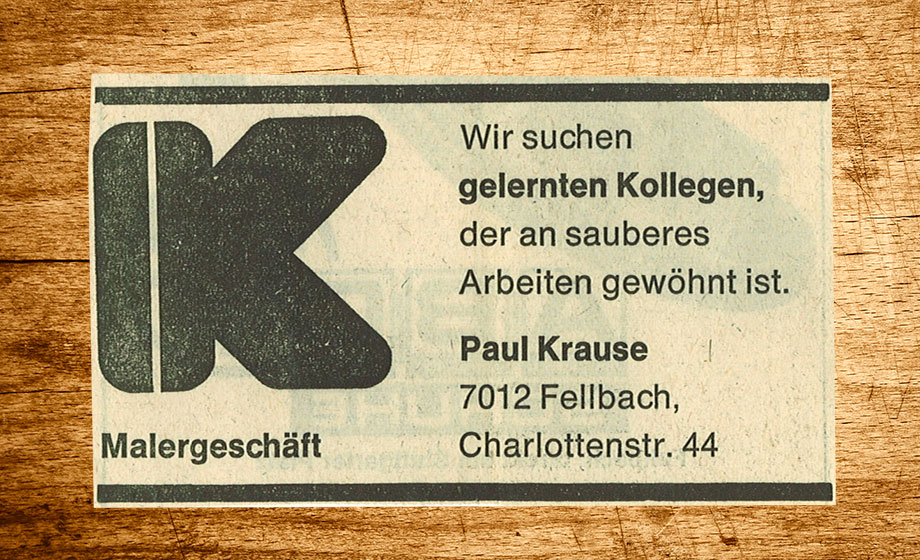 K
Malergeschäft
Wir suchen
gelernten Kollegen,
der an sauberes
Arbeiten gewöhnt ist.
Paul Krause
7012 Fellbach,
Charlottenstr. 44